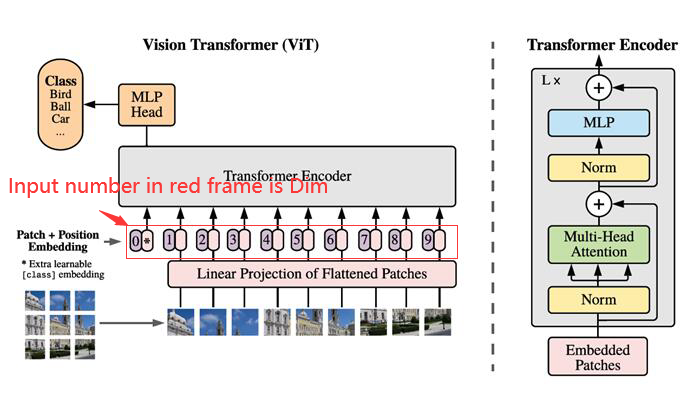 Vision Transformer (ViT)
Transformer Encoder
Class
Bird
Ball
Car
...
MLP
Head
Transformer Encoder
Input number in red frame is Dim
Patch + Position
Embedding
* Extra learnable
[class] embedding
0 * 1 2 3 4 5 6 7 8 9
Linear Projection of Flattened Patches
L x
+
MLP
Norm
+
Multi-Head
Attention
Norm
Embedded
Patches